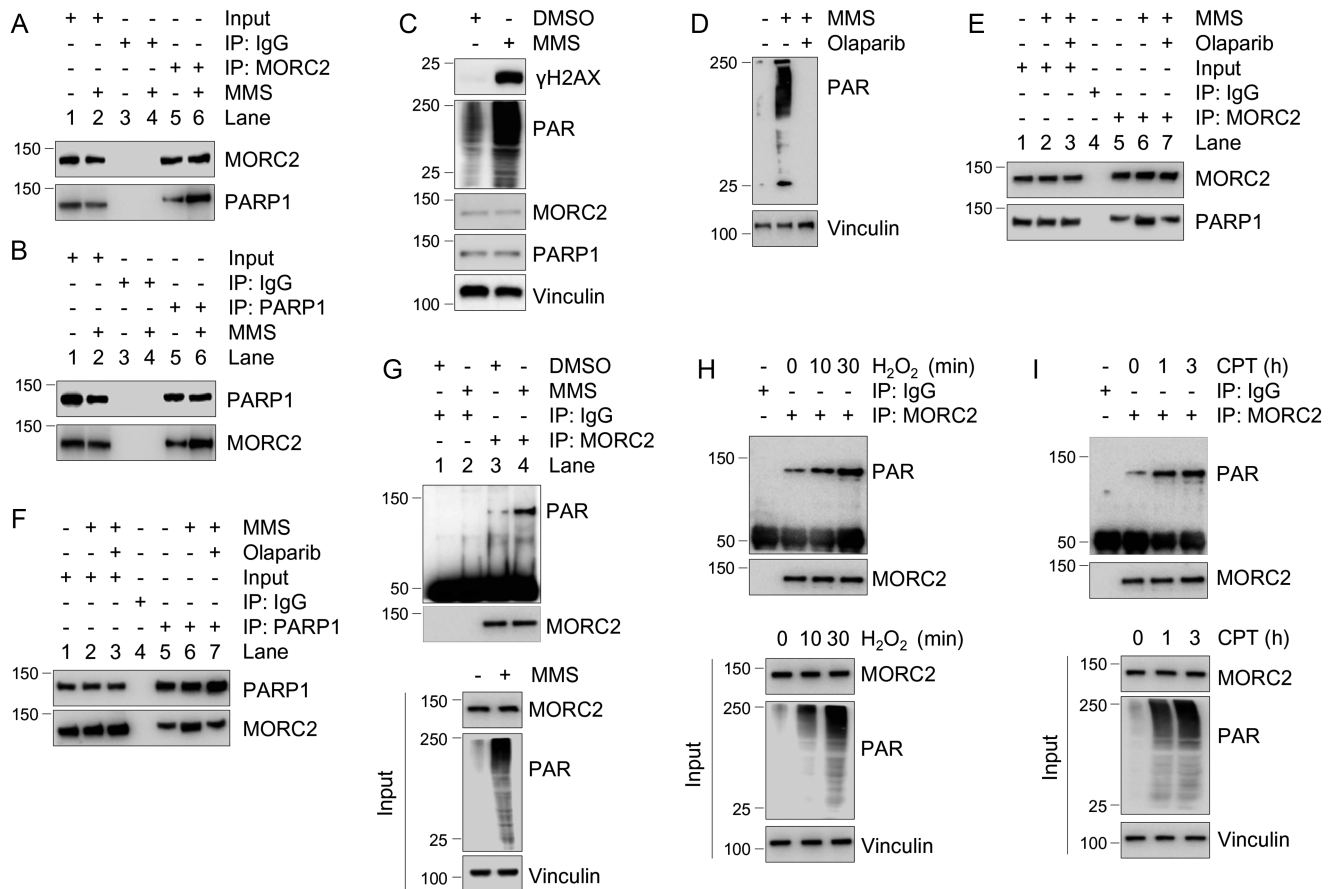 A
+ + - - - - Input
- - + + - - IP: IgG
- - - - + + IP: MORC2
- + - + - + MMS
1 2 3 4 5 6 Lane
150 MORC2
150 PARP1
B
+ + - - - - Input
- - + + - - IP: IgG
- - - - + + IP: PARP1
- + - + - + MMS
1 2 3 4 5 6 Lane
150 PARP1
150 MORC2
C
+ - DMSO
- + MMS
25 γH2AX
250 PAR
25
150 MORC2
150 PARP1
100 Vinculin
D
- + + MMS
- - + Olaparib
250 PAR
25
100 Vinculin
E
- + + - - + + MMS
- - + - - - + Olaparib
+ + + - - - - Input
- - - + - - - IP: IgG
- - - - + + + IP: MORC2
1 2 3 4 5 6 7 Lane
150 MORC2
150 PARP1
F
- + + - - + + MMS
- - + - - - + Olaparib
+ + + - - - - Input
- - - + - - - IP: IgG
- - - - + + + IP: PARP1
1 2 3 4 5 6 7 Lane
150 PARP1
150 MORC2
G
+ - + - DMSO
- + - + MMS
+ + - - IP: IgG
- - + + IP: MORC2
1 2 3 4 Lane
150 PAR
50
150 MORC2
- + MMS
Input
150 MORC2
250 PAR
25
100 Vinculin
H
- 0 10 30 H₂O₂ (min)
+ - - - IP: IgG
- + + + IP: MORC2
150 PAR
50
150 MORC2
0 10 30 H₂O₂ (min)
Input
150 MORC2
250 PAR
25
100 Vinculin
I
- 0 1 3 CPT (h)
+ - - - IP: IgG
- + + + IP: MORC2
150 PAR
50
150 MORC2
0 1 3 CPT (h)
Input
150 MORC2
250 PAR
25
100 Vinculin